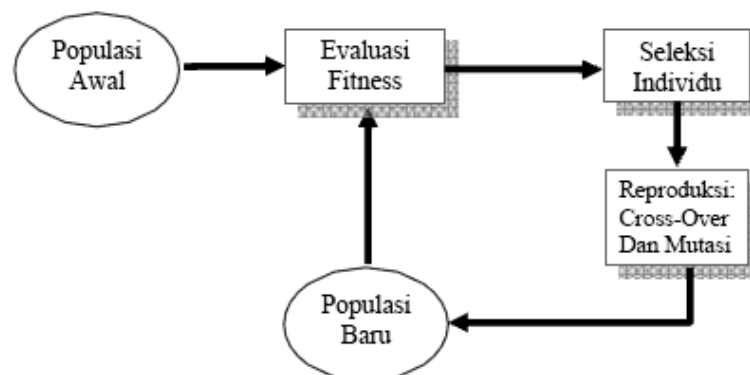 Populasi
Awal
Evaluasi
Fitness
Seleksi
Individu
Reproduksi:
Cross-Over
Dan Mutasi
Populasi
Baru